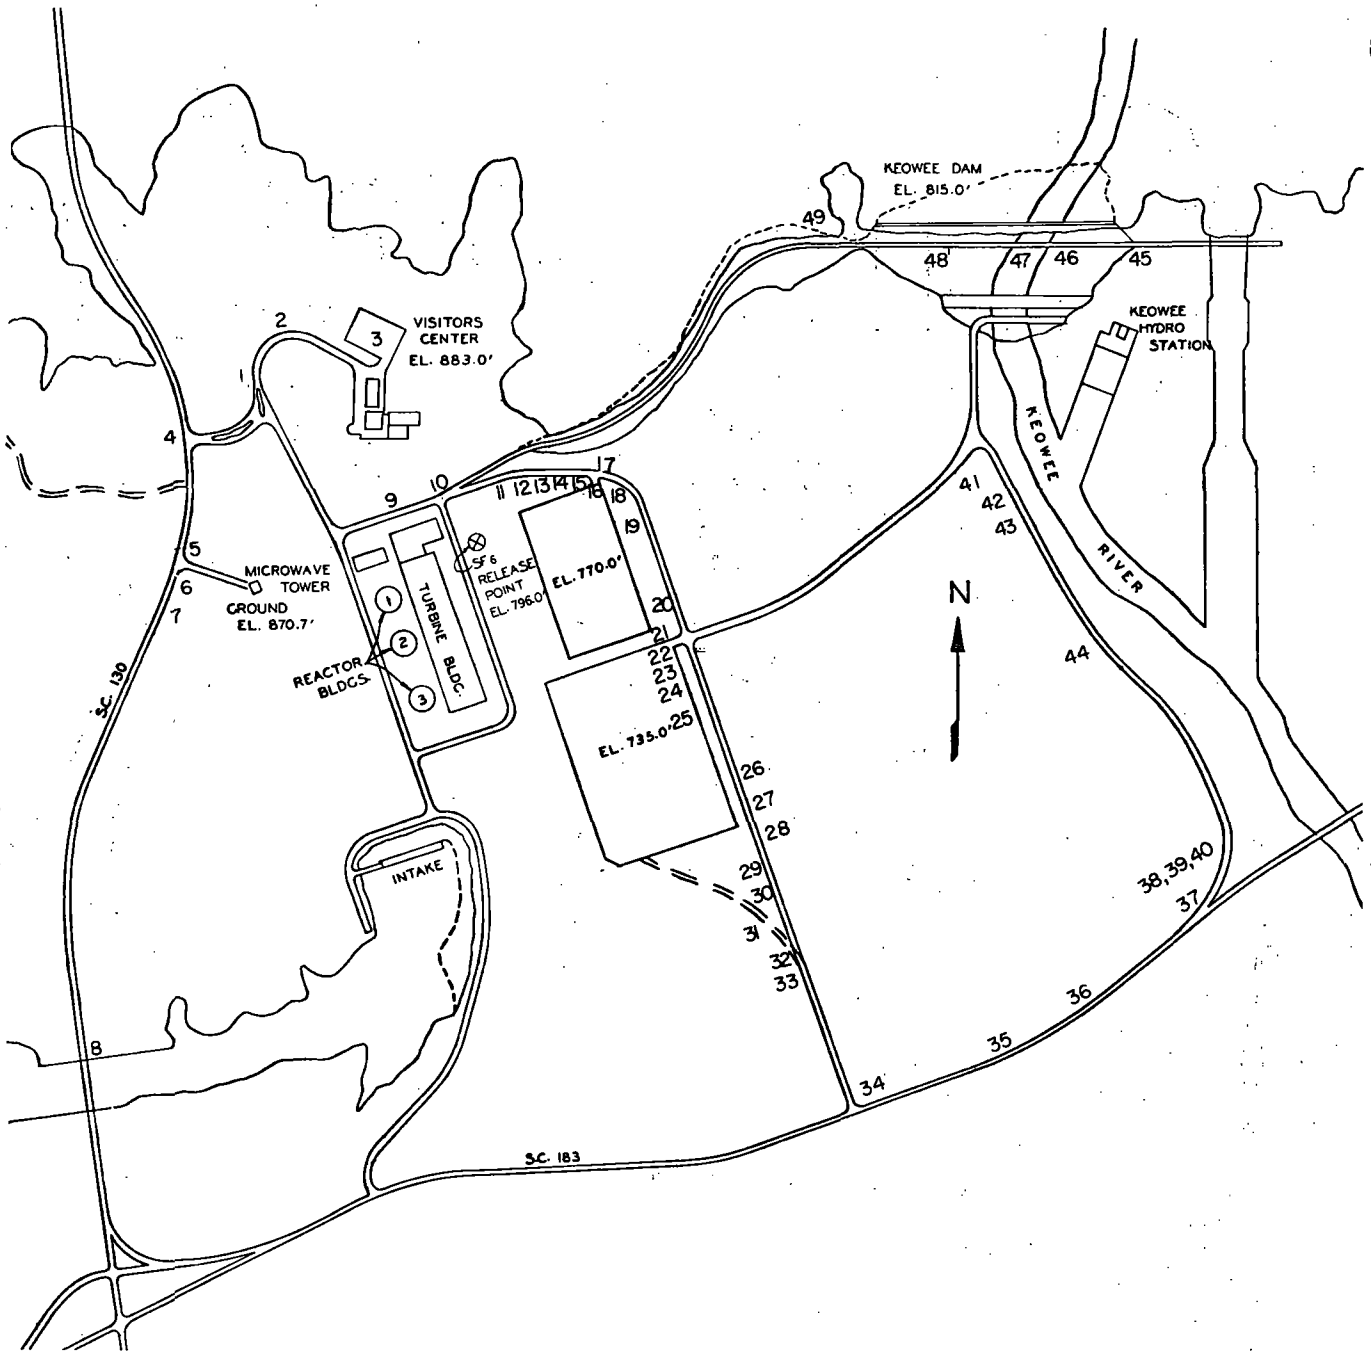 KEOWEE DAM
EL. 815.0'
49
48
47
46
45
2
3
VISITORS
CENTER
EL. 883.0'
KEOWEE
HYDRO
STATION
1
4
KEOWEE
RIVER
9
10
11
12
13
14
15
16
17
18
19
41
42
43
5
6
7
MICROWAVE
TOWER
GROUND
EL. 870.7'
SF6
RELEASE
POINT
EL. 796.0'
EL. 770.0'
TURBINE BLDG.
1
2
3
REACTOR
BLDGS.
N
20
21
22
23
24
25
EL. 735.0'
44
S.C. 130
26
27
28
29
30
31
32
33
INTAKE
38,39,40
37
36
35
34
8
S.C. 183